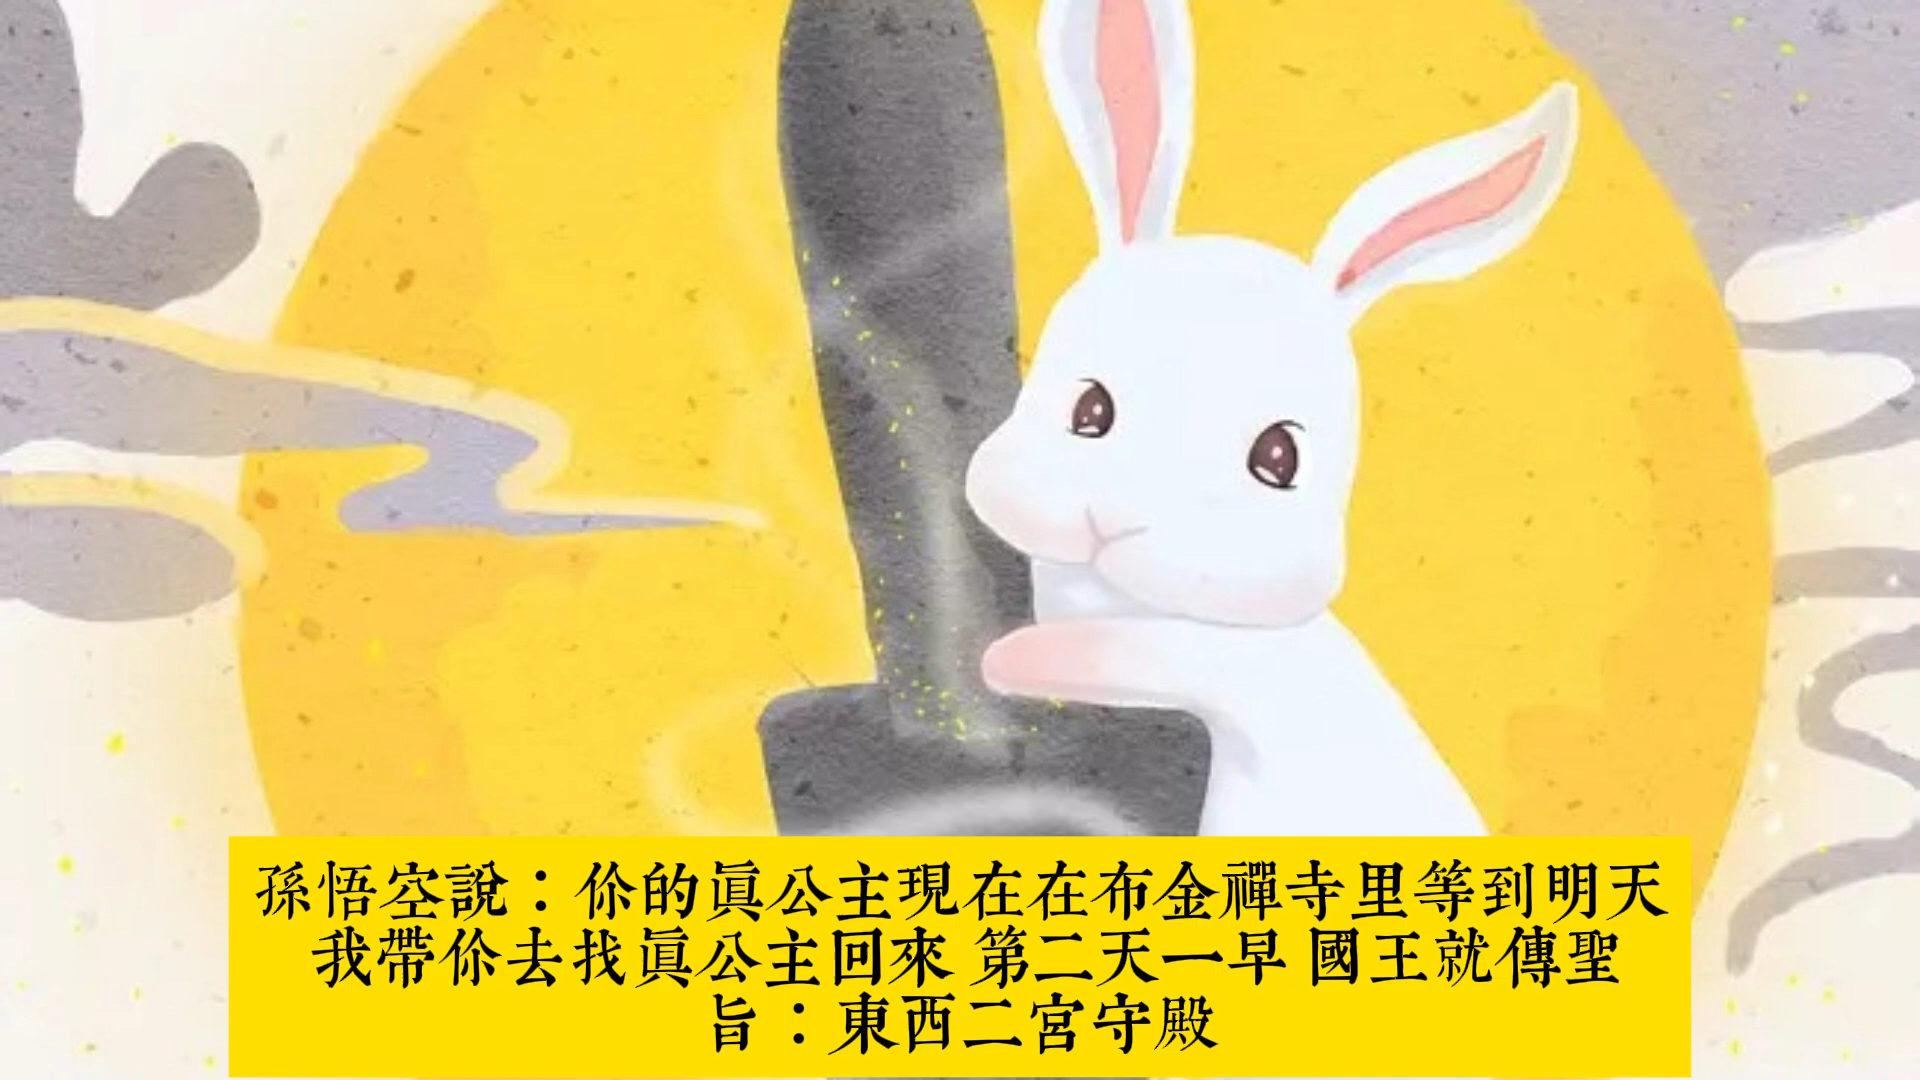 孫悟空說：你的眞公主現在在布金禪寺里等到明天
我帶你去找眞公主回來 第二天一早 國王就傳聖
旨：東西二宮守殿